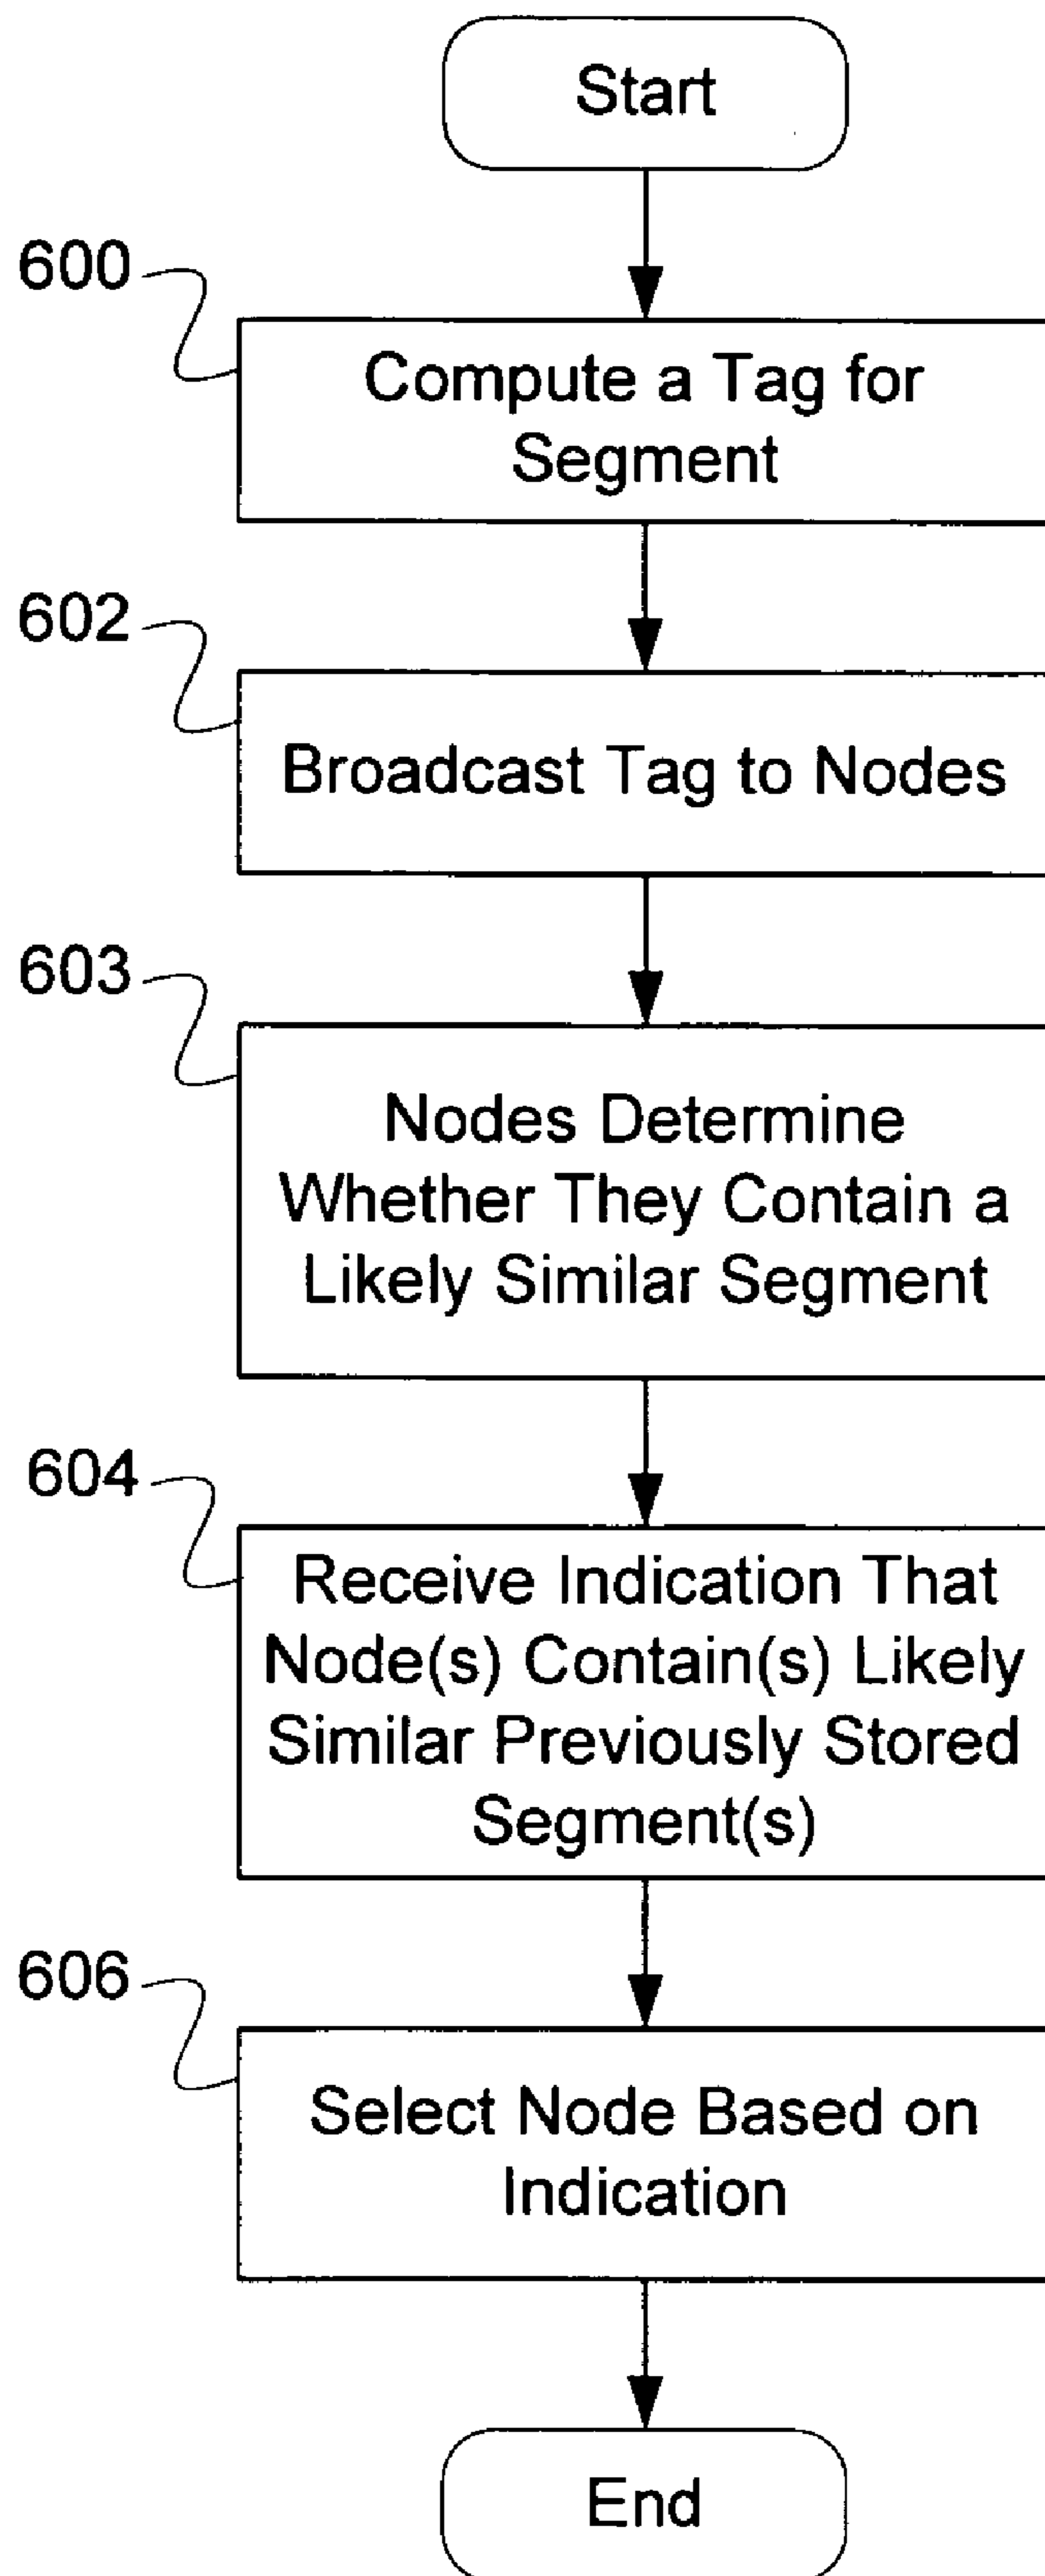 Start
600
Compute a Tag for
Segment
602
Broadcast Tag to Nodes
603
Nodes Determine
Whether They Contain a
Likely Similar Segment
604
Receive Indication That
Node(s) Contain(s) Likely
Similar Previously Stored
Segment(s)
606
Select Node Based on
Indication
End